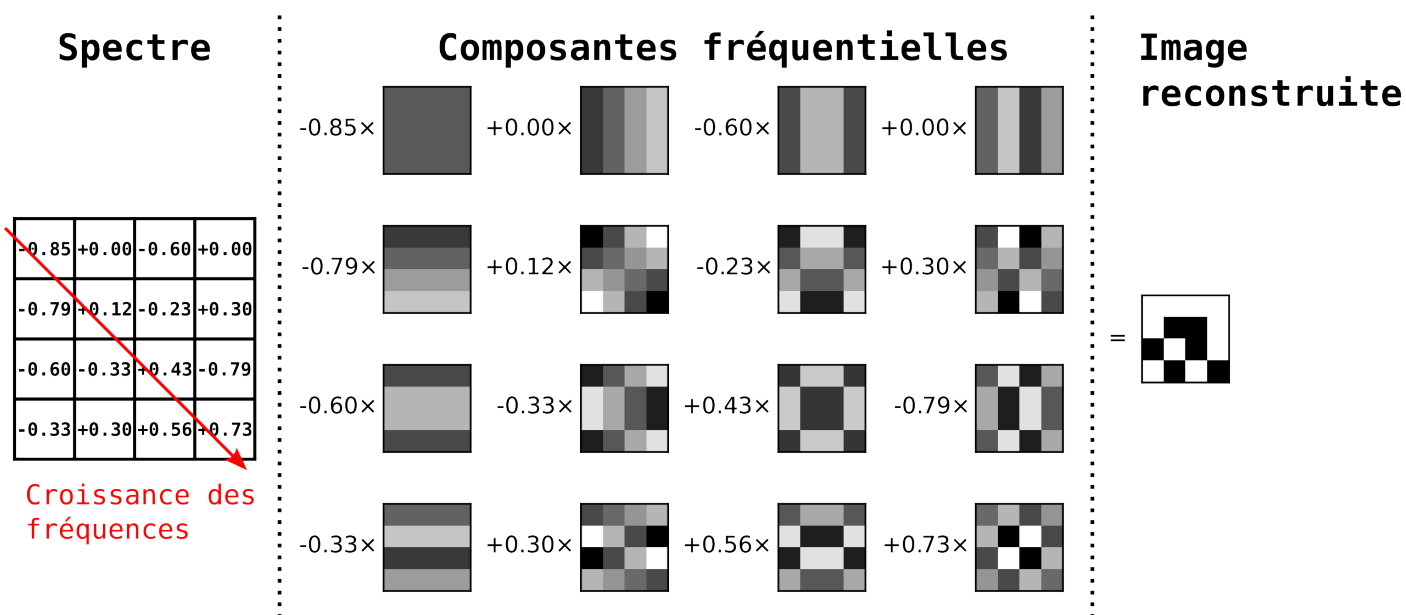 Spectre
Composantes fréquentielles
Image
reconstruite
-0.85 +0.00 -0.60 +0.00
-0.79 +0.12 -0.23 +0.30
-0.60 -0.33 +0.43 -0.79
-0.33 +0.30 +0.56 +0.73
Croissance des
fréquences
-0.85× +0.00× -0.60× +0.00×
-0.79× +0.12× -0.23× +0.30×
-0.60× -0.33× +0.43× -0.79×
-0.33× +0.30× +0.56× +0.73×
=